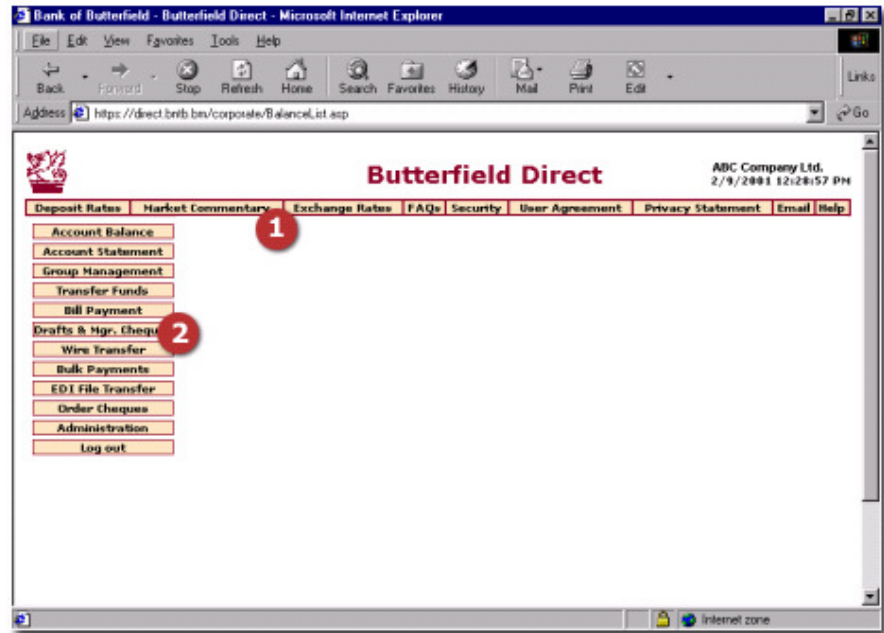 Bank of Butterfield - Butterfield Direct - Microsoft Internet Explorer
File Edit View Favorites Tools Help
Back Forward Stop Refresh Home Search Favorites History Mail Print Edit Links
Address https://direct.bntb.bm/corporate/BalanceList.asp Go
Butterfield Direct
ABC Company Ltd.
2/9/2001 12:28:57 PM
Deposit Rates Market Commentary Exchange Rates FAQs Security User Agreement Privacy Statement Email Help
1
Account Balance
Account Statement
Group Management
Transfer Funds
Bill Payment
Drafts & Mgr. Chequ
2
Wire Transfer
Bulk Payments
EDI File Transfer
Order Cheques
Administration
Log out
Internet zone